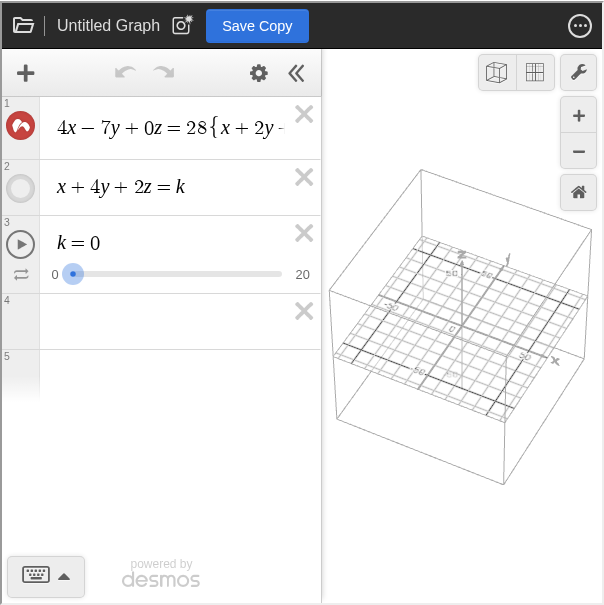 Untitled Graph
Save Copy
1
4x − 7y + 0z = 28{x + 2y −
2
x + 4y + 2z = k
3
k = 0
0
20
4
5
powered by
desmos
z
50
50
-50
0
50
x
-50